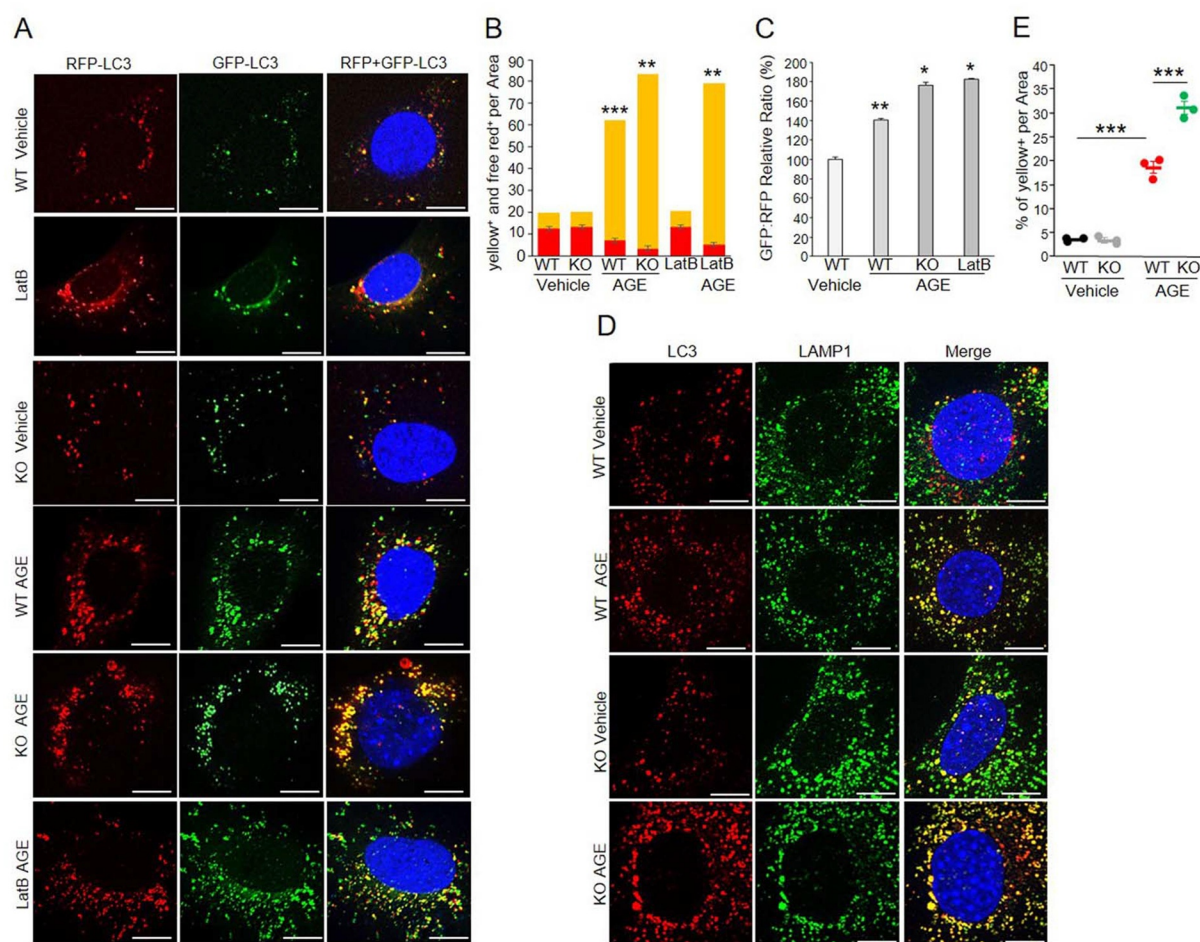 A
RFP-LC3 GFP-LC3 RFP+GFP-LC3
WT Vehicle
LatB
KO Vehicle
WT AGE
KO AGE
LatB AGE
B
yellow+ and free red+ per Area
90
80
70
60
50
40
30
20
10
0
*** ** **
WT KO WT KO LatB LatB
Vehicle AGE AGE
C
GFP:RFP Relative Ratio (%)
200
180
160
140
120
100
80
60
40
20
0
** * *
WT WT KO LatB
Vehicle AGE
E
% of yellow+ per Area
40
35
30
25
20
15
10
5
0
*** ***
WT KO WT KO
Vehicle AGE
D
LC3 LAMP1 Merge
WT Vehicle
WT AGE
KO Vehicle
KO AGE